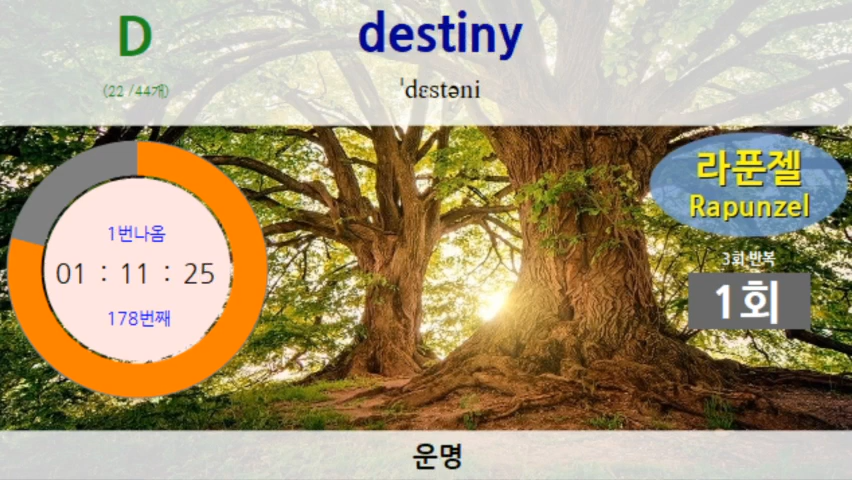 D
(22 /44개)
destiny
ˈdɛstəni
1번나옴
01 : 11 : 25
178번째
라푼젤
Rapunzel
3회 반복
1회
운명